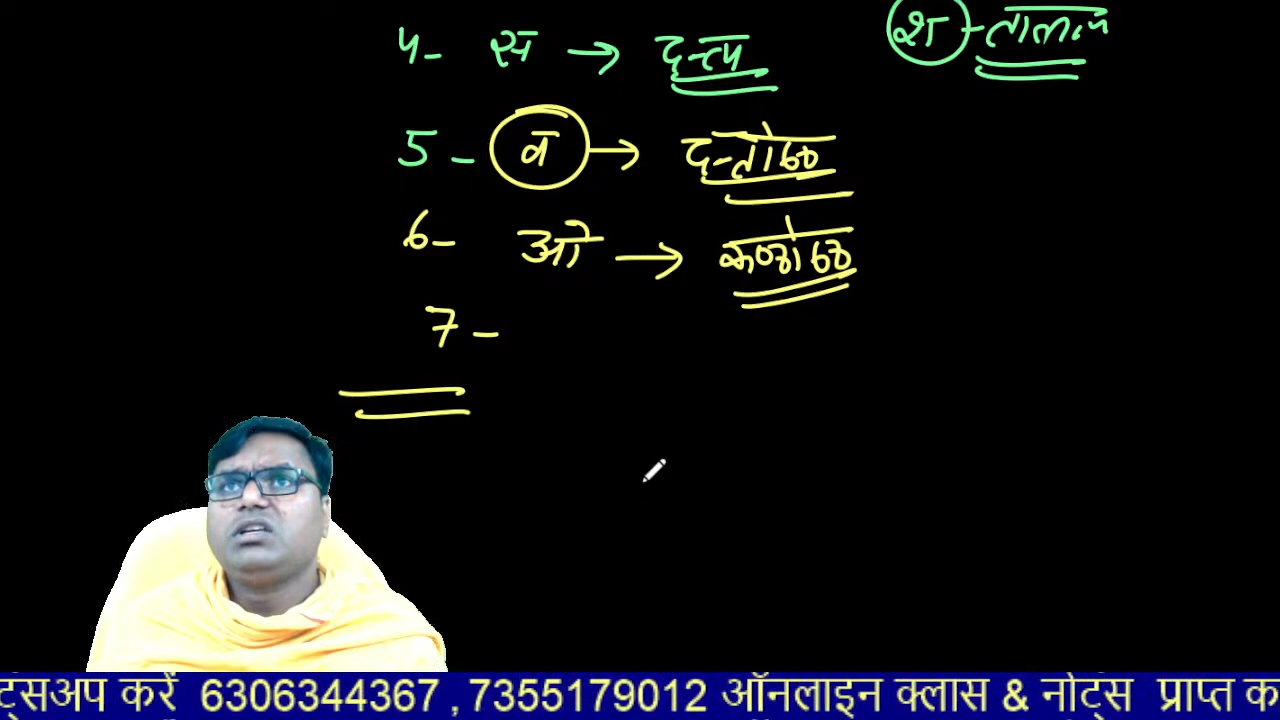 4- स → दन्त्य
श - तालव्य
5- व → दन्तोष्ठ
6- ओ → कण्ठोष्ठ
7-
ट्सअप करें 6306344367 , 7355179012 ऑनलाइन क्लास & नोट्स प्राप्त क